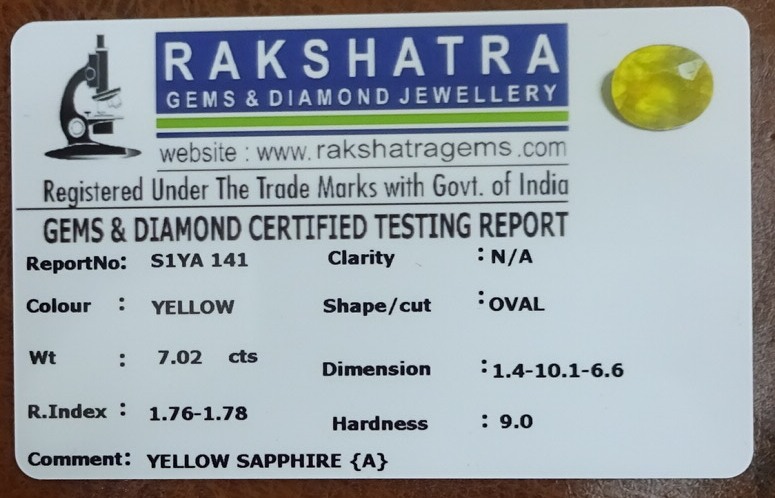 RAKSHATRA
GEMS & DIAMOND JEWELLERY
website : www. rakshatragems .com
Registered Under The Trade Marks with Govt. of India
GEMS & DIAMOND CERTIFIED TESTING REPORT
ReportNo: S1YA 141 Clarity : N/A
Colour : YELLOW Shape/cut : OVAL
Wt : 7.02 cts Dimension : 1.4-10.1-6.6
R.Index : 1.76-1.78 Hardness : 9.0
Comment: YELLOW SAPPHIRE {A}